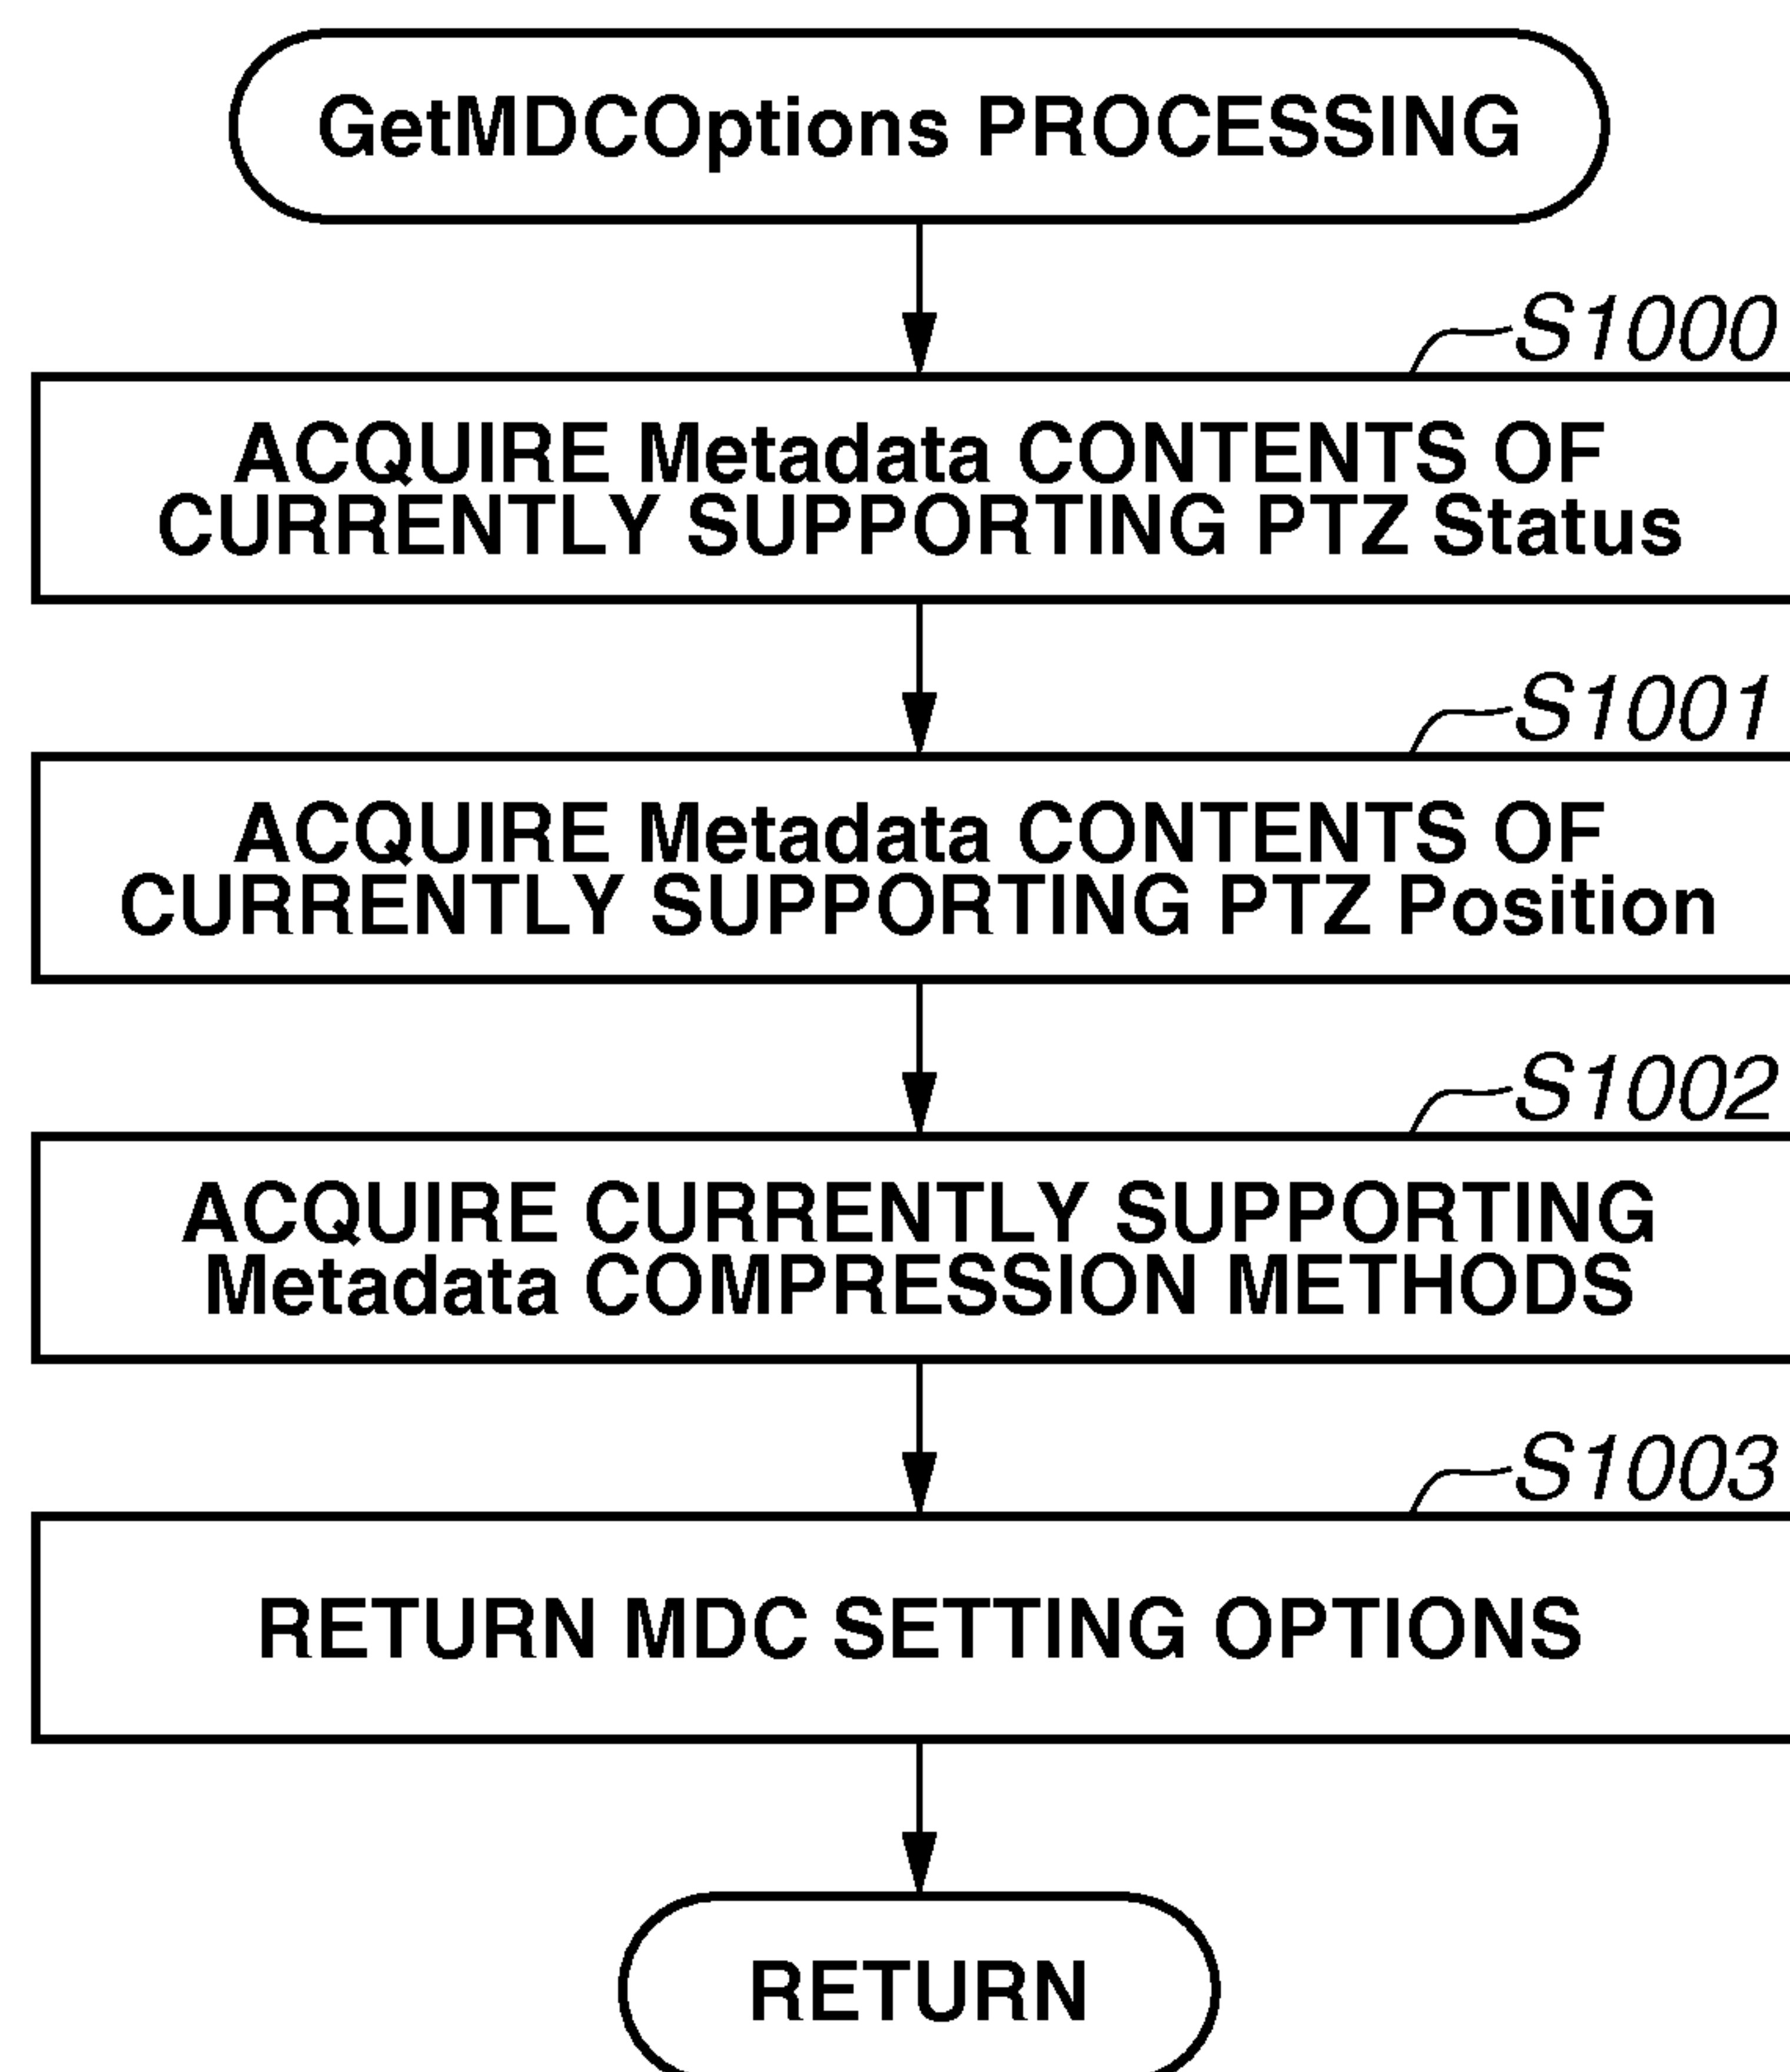 GetMDCOptions PROCESSING
S1000
ACQUIRE Metadata CONTENTS OF
CURRENTLY SUPPORTING PTZ Status
S1001
ACQUIRE Metadata CONTENTS OF
CURRENTLY SUPPORTING PTZ Position
S1002
ACQUIRE CURRENTLY SUPPORTING
Metadata COMPRESSION METHODS
S1003
RETURN MDC SETTING OPTIONS
RETURN